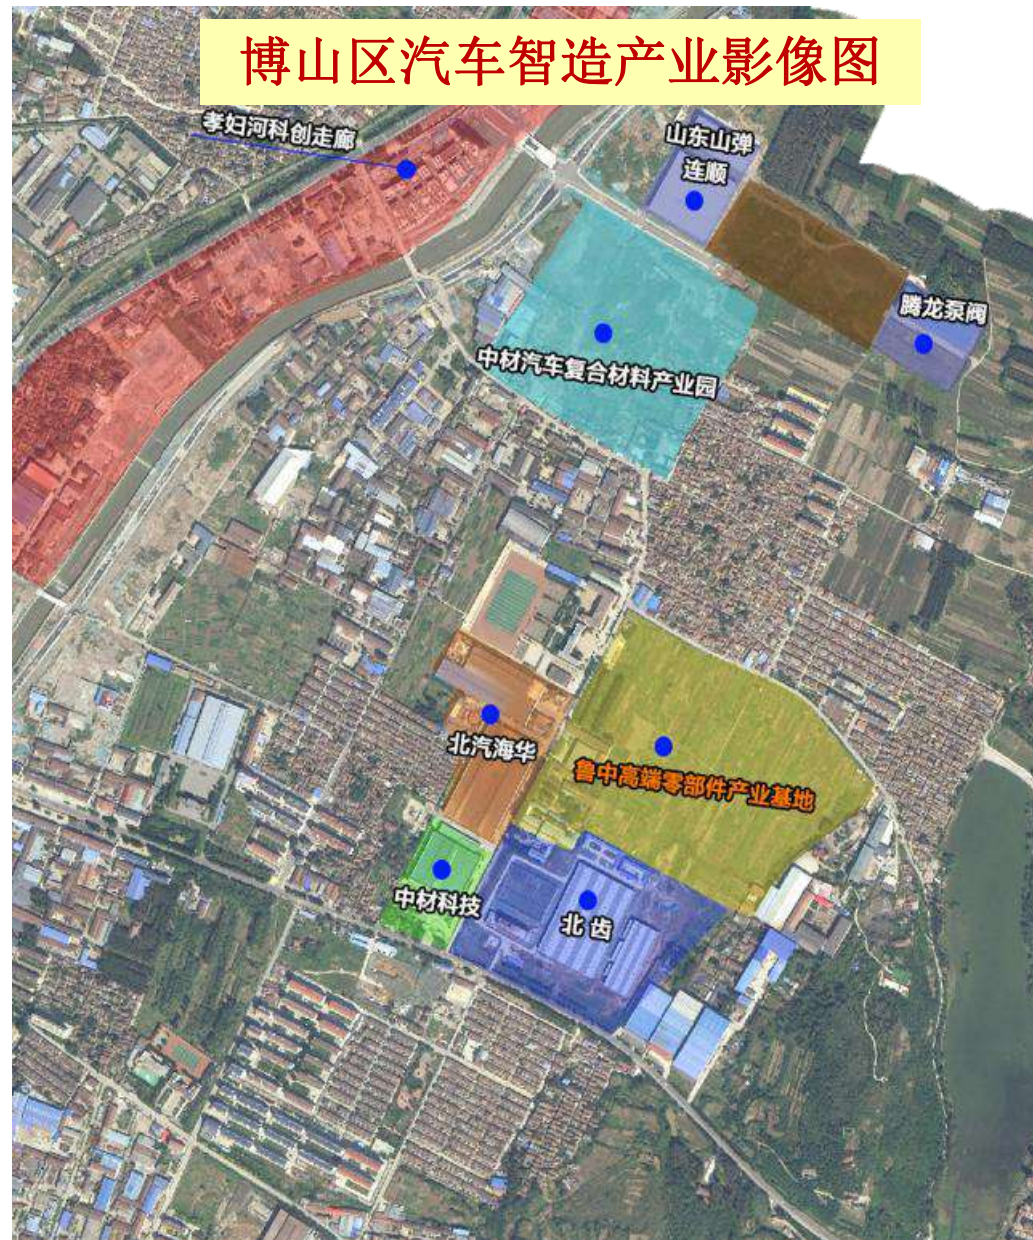 博山区汽车智造产业影像图
孝妇河科创走廊
山东山弹
连顺
腾龙泵阀
中材汽车复合材料产业园
北汽海华
鲁中高端零部件产业基地
中材科技
北齿